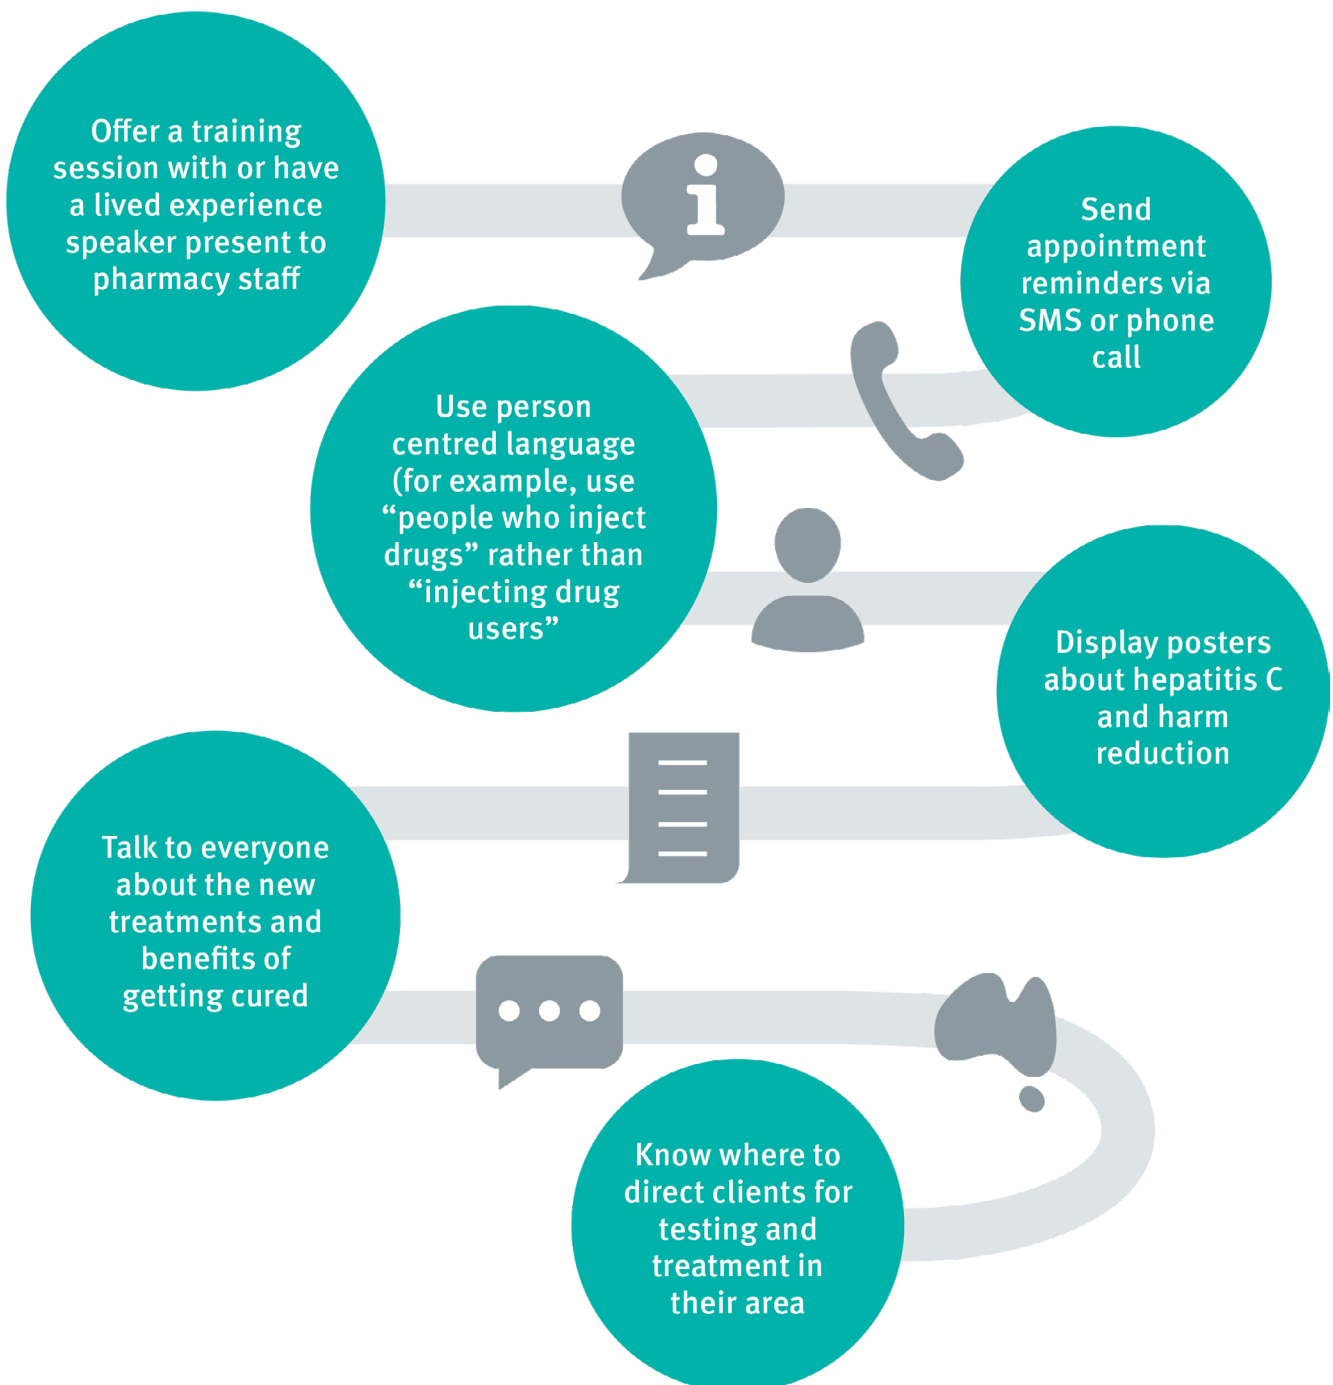 Offer a training
session with or have
a lived experience
speaker present to
pharmacy staff
Send
appointment
reminders via
SMS or phone
call
Use person
centred language
(for example, use
“people who inject
drugs” rather than
“injecting drug
users”
Display posters
about hepatitis C
and harm
reduction
Talk to everyone
about the new
treatments and
benefits of
getting cured
Know where to
direct clients for
testing and
treatment in
their area